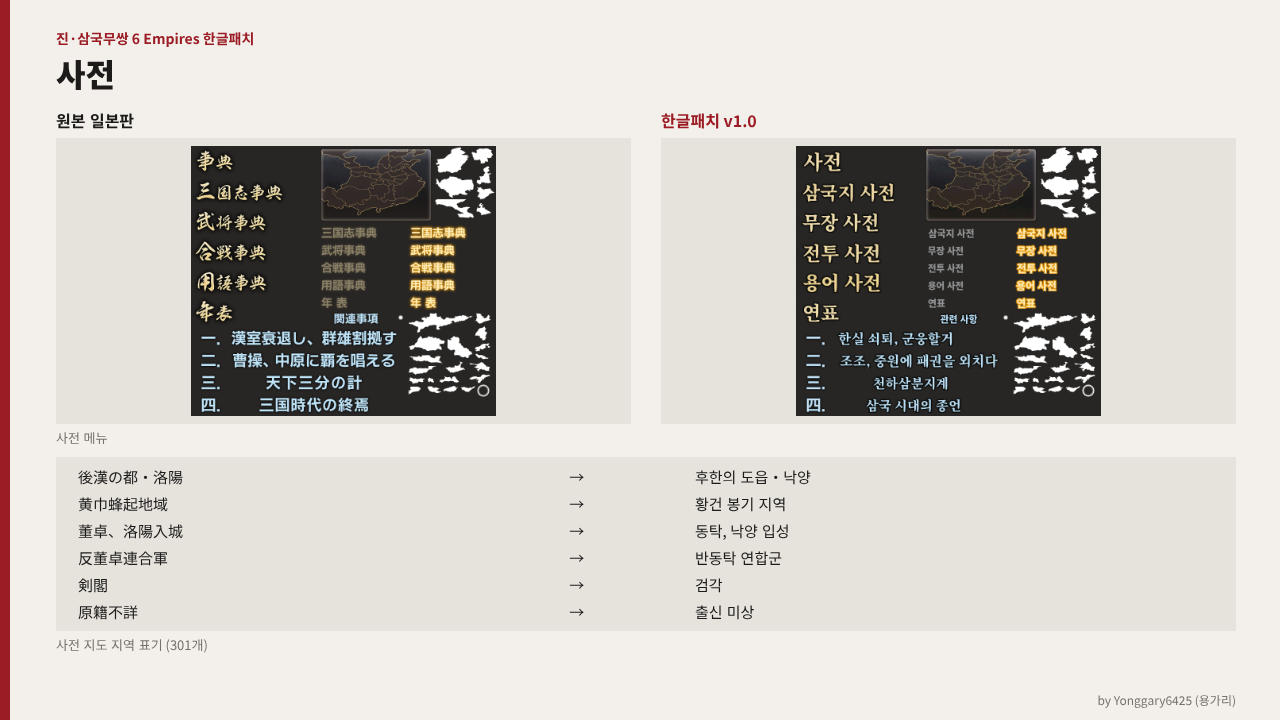 진·삼국무쌍 6 Empires 한글패치
사전
원본 일본판
事典
三国志事典
武将事典
合戦事典
用語事典
年表
三国志事典 三国志事典
武将事典 武将事典
合戦事典 合戦事典
用語事典 用語事典
年 表 年 表
関連事項
一. 漢室衰退し、群雄割拠す
二. 曹操、中原に覇を唱える
三. 天下三分の計
四. 三国時代の終焉
한글패치 v1.0
사전
삼국지 사전
무장 사전
전투 사전
용어 사전
연표
삼국지 사전 삼국지 사전
무장 사전 무장 사전
전투 사전 전투 사전
용어 사전 용어 사전
연표 연표
관련 사항
一. 한실 쇠퇴, 군웅할거
二. 조조, 중원에 패권을 외치다
三. 천하삼분지계
四. 삼국 시대의 종언
사전 메뉴
後漢の都・洛陽 → 후한의 도읍・낙양
黄巾蜂起地域 → 황건 봉기 지역
董卓、洛陽入城 → 동탁, 낙양 입성
反董卓連合軍 → 반동탁 연합군
剣閣 → 검각
原籍不詳 → 출신 미상
사전 지도 지역 표기 (301개)
by Yonggary6425 (용가리)